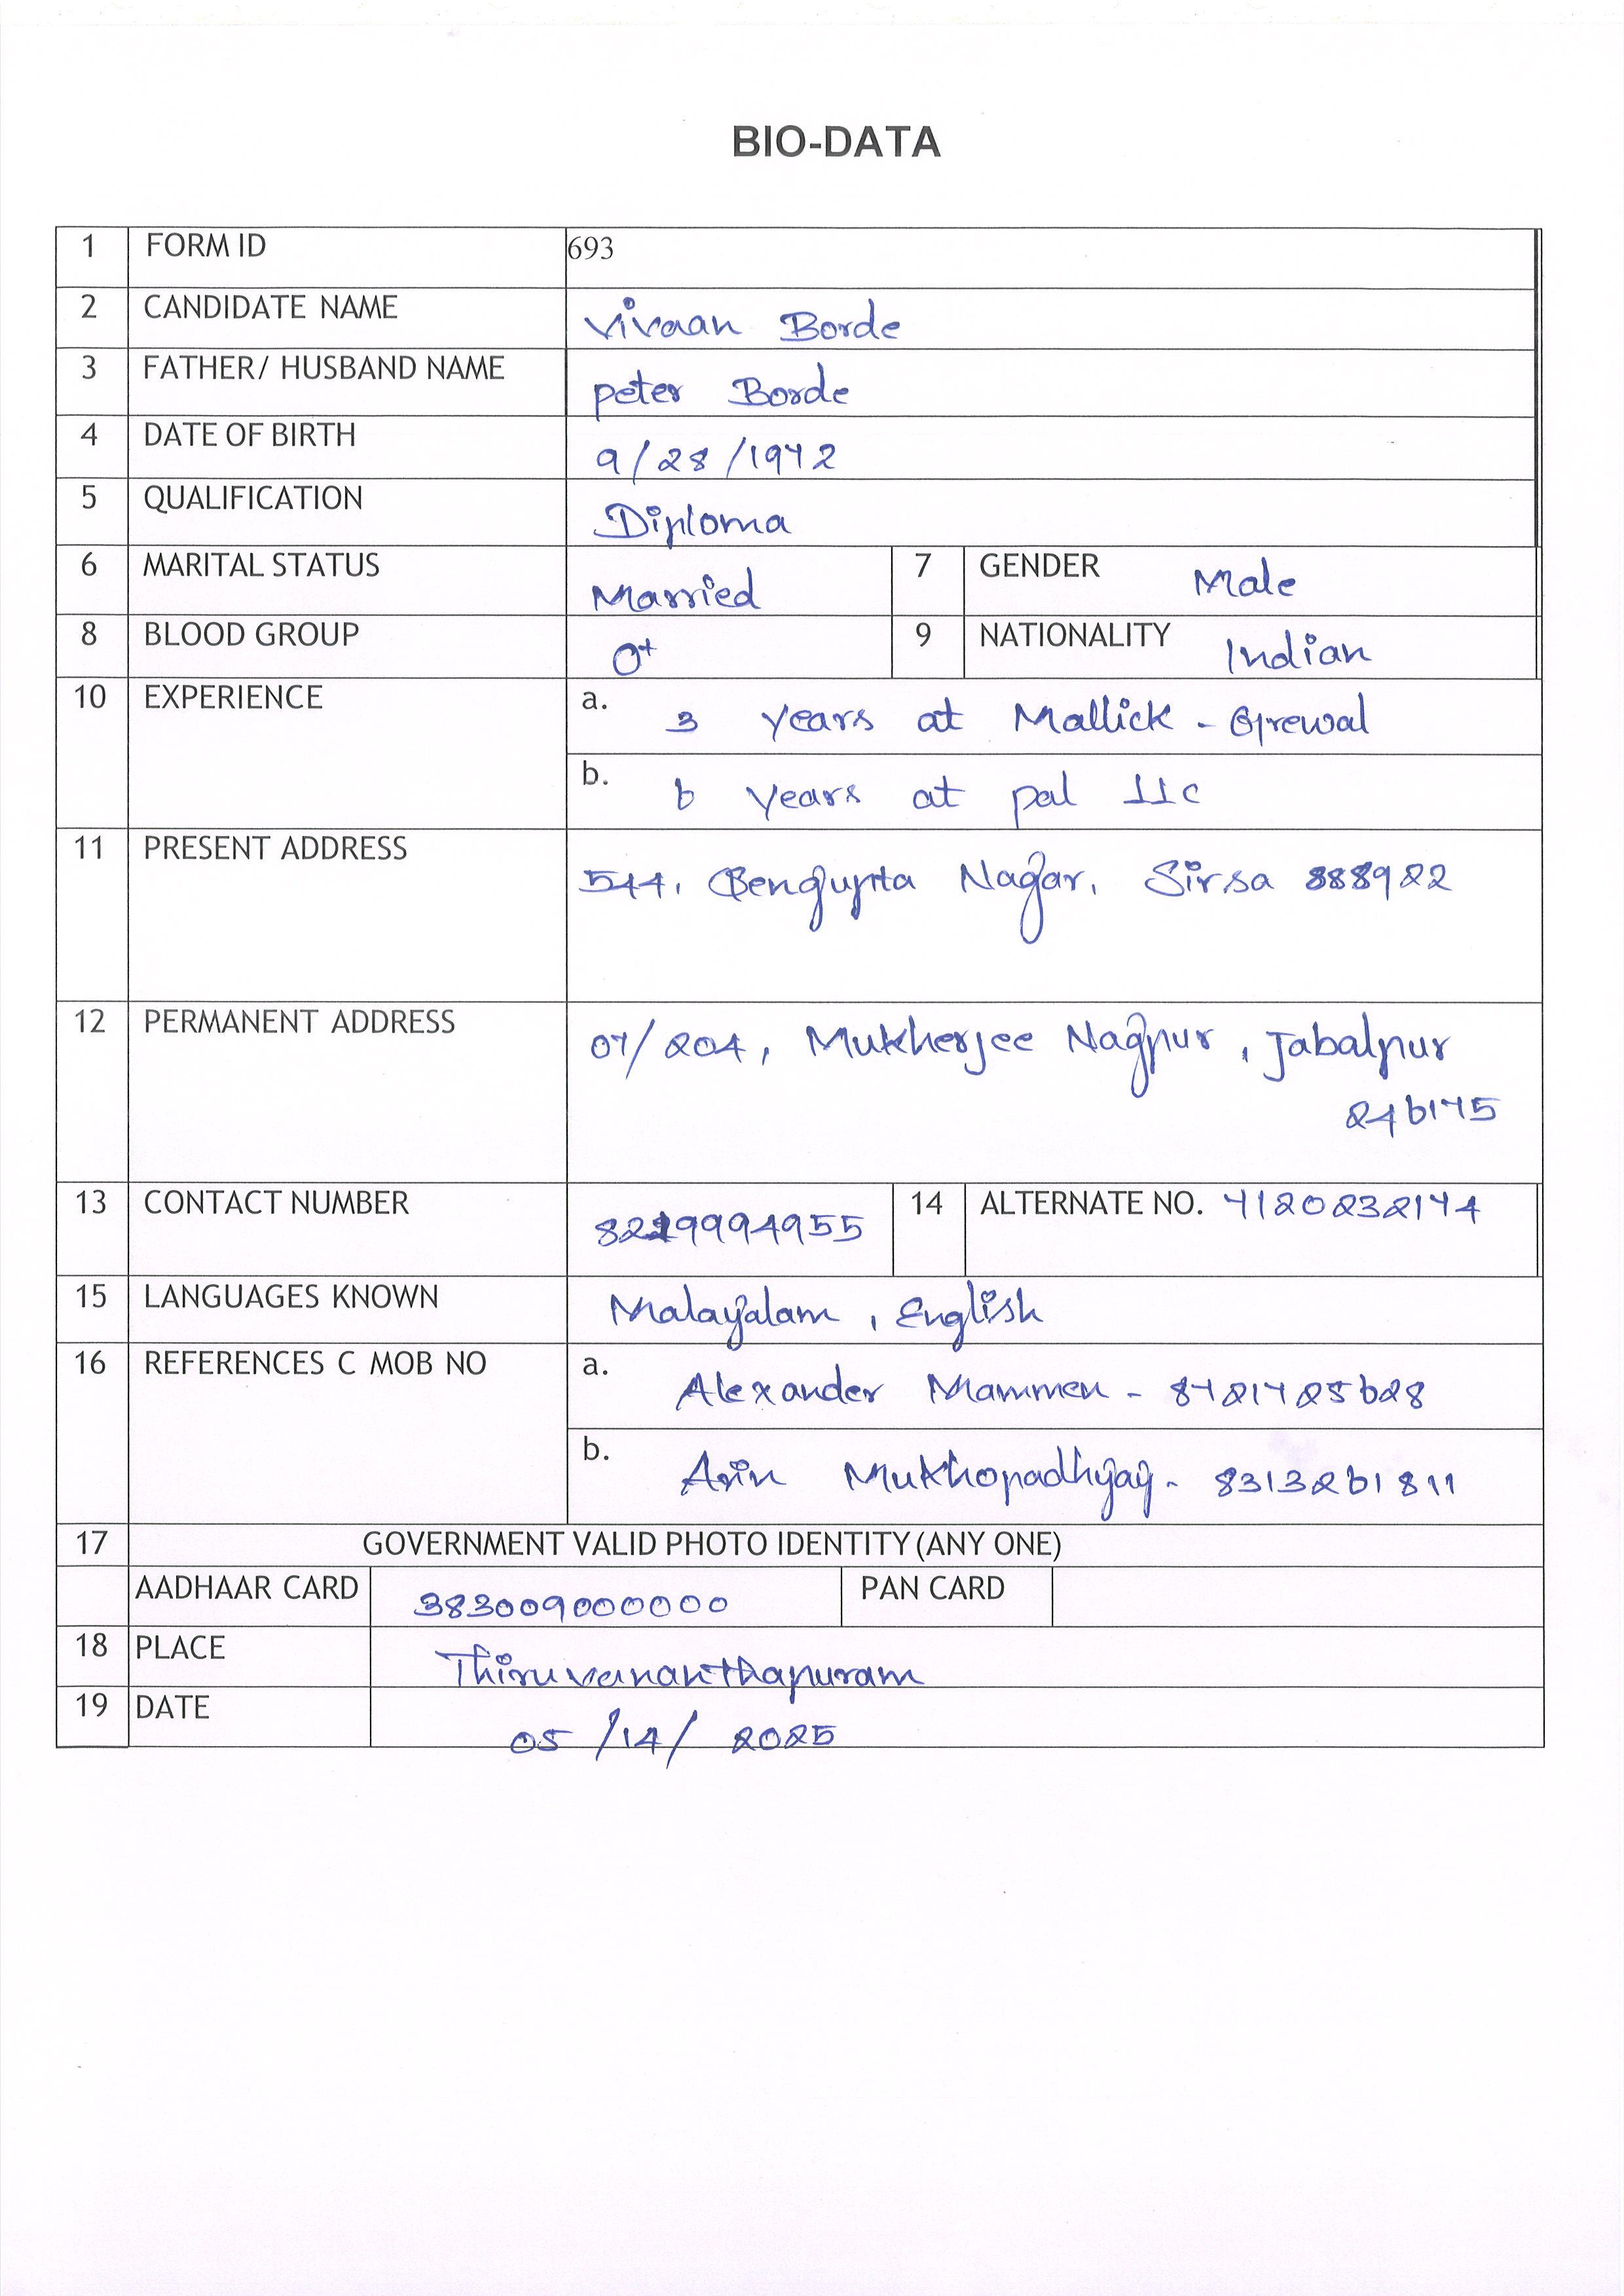 BIO-DATA
1 FORM ID 693
2 CANDIDATE NAME Vivaan Borde
3 FATHER/ HUSBAND NAME peter Borde
4 DATE OF BIRTH 9/28/1972
5 QUALIFICATION Diploma
6 MARITAL STATUS Married 7 GENDER Male
8 BLOOD GROUP O+ 9 NATIONALITY Indian
10 EXPERIENCE a. 3 years at Mallick - Grewal
b. 6 years at pal llc
11 PRESENT ADDRESS 544, Sengupta Nagar, Sirsa 888922
12 PERMANENT ADDRESS 07/204, Mukherjee Nagpur, Jabalpur
246175
13 CONTACT NUMBER 8219994955 14 ALTERNATE NO. 7120232174
15 LANGUAGES KNOWN Malayalam, English
16 REFERENCES C MOB NO a. Alexander Mammen - 8721725628
b. Arin Mukhopadhyay - 8313261811
17 GOVERNMENT VALID PHOTO IDENTITY (ANY ONE)
AADHAAR CARD 383009000000 PAN CARD
18 PLACE Thiruvananthapuram
19 DATE 05/14/2025